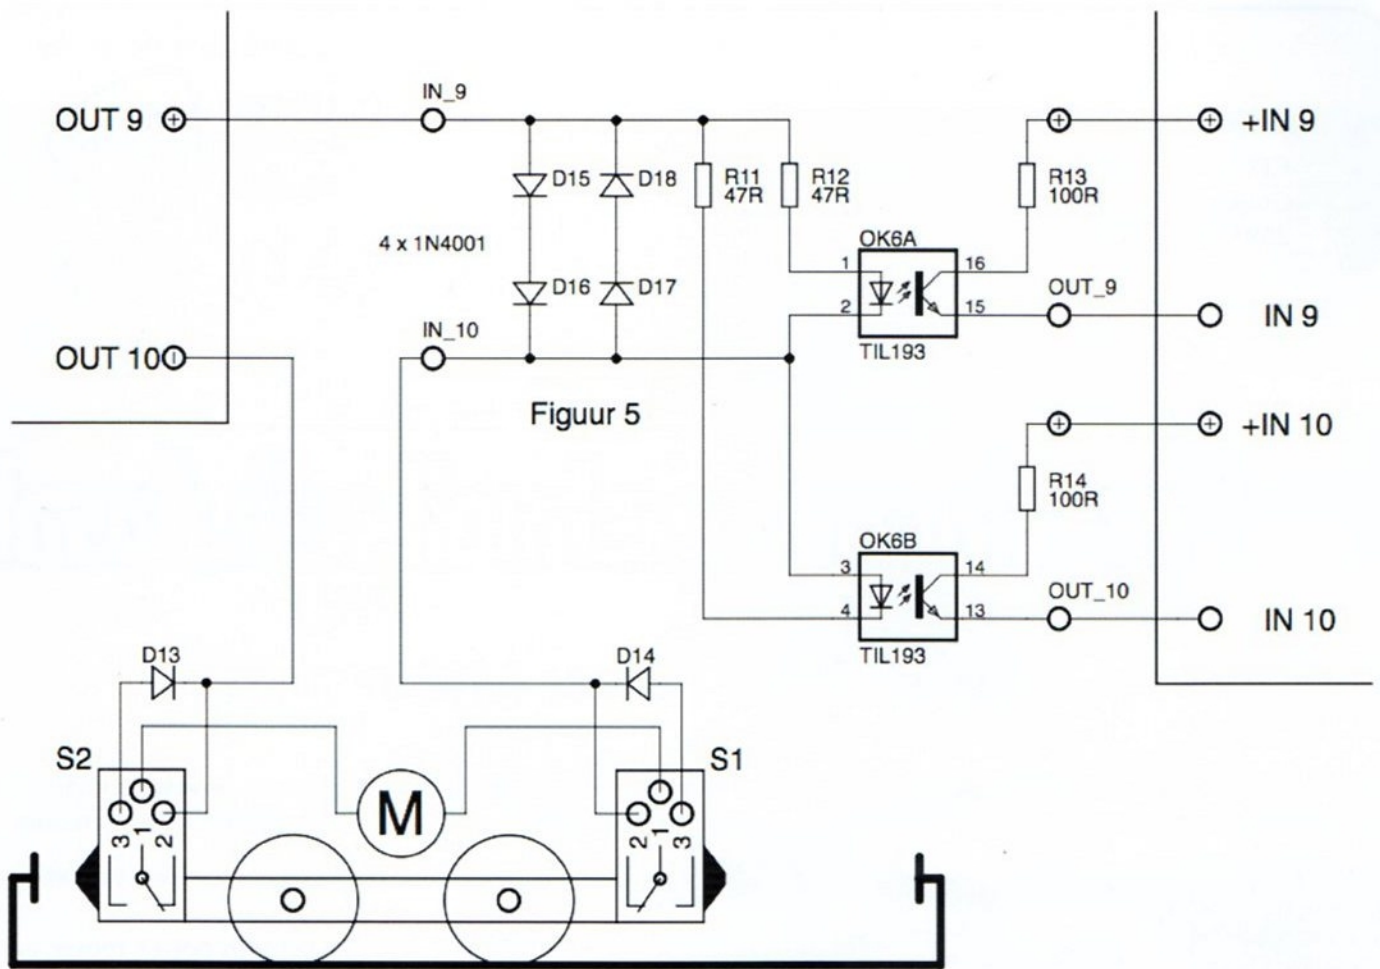 IN_9
OUT 9
+IN 9
D15
D18
R11
47R
R12
47R
R13
100R
4 x 1N4001
OK6A
1
16
D16
D17
2
15
OUT_9
IN 9
IN_10
TIL193
OUT 10
Figuur 5
+IN 10
R14
100R
OK6B
3
14
4
13
OUT_10
IN 10
TIL193
D13
D14
S2
S1
M
3
1
2
2
1
3